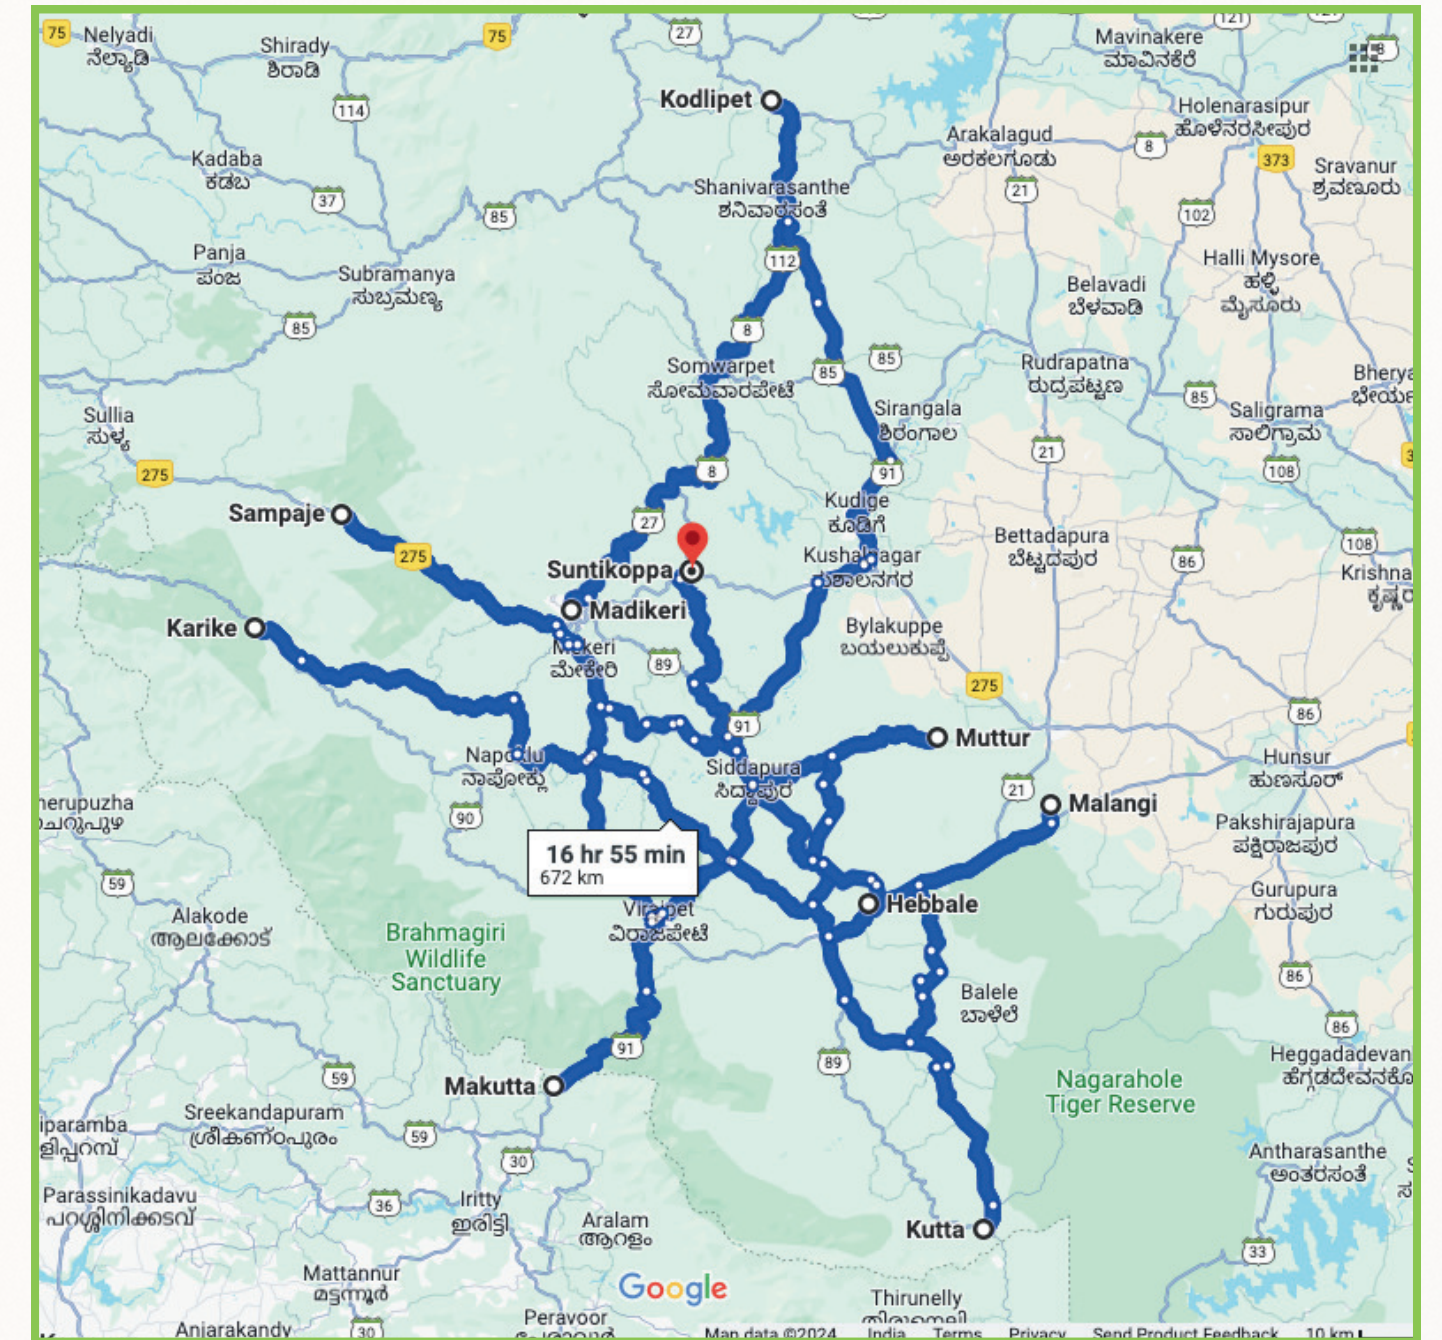 75
Nelyadi
ನೆಲ್ಯಾಡಿ
Shirady
ಶಿರಾಡಿ
75
27
121
Mavinakere
ಮಾವಿನಕೆರೆ
8
114
Kodlipet
Holenarasipur
ಹೊಳೆನರಸೀಪುರ
Arakalagud
ಅರಕಲಗೂಡು
8
373
Kadaba
ಕಡಬ
Sravanur
ಶ್ರವಣೂರು
37
Shanivarasanthe
ಶನಿವಾರಸಂತೆ
21
85
102
Panja
ಪಂಜ
Subramanya
ಸುಬ್ರಮಣ್ಯ
112
Halli Mysore
ಹಳ್ಳಿ
ಮೈಸೂರು
Belavadi
ಬೆಳವಾಡಿ
85
8
85
Somwarpet
ಸೋಮವಾರಪೇಟೆ
85
Rudrapatna
ರುದ್ರಪಟ್ಟಣ
85
Sullia
ಸುಳ್ಯ
Sirangala
ಶಿರಂಗಾಲ
Saligrama
ಸಾಲಿಗ್ರಾಮ
21
275
8
91
108
Sampaje
27
Kudige
ಕೂಡಿಗೆ
Bettadapura
ಬೆಟ್ಟದಪುರ
108
275
Suntikoppa
Kushalnagar
86
Madikeri
Karike
Bylakuppe
ಬಯಲುಕುಪ್ಪೆ
ಮೇಕೇರಿ
89
275
91
86
Muttur
Napoklu
ನಾಪೋಕ್ಲು
Siddapura
ಸಿದ್ದಾಪುರ
Hunsur
ಹುಣಸೂರ್
21
Malangi
90
Pakshirajapura
ಪಕ್ಷಿರಾಜಪುರ
16 hr 55 min
672 km
59
Hebbale
Gurupura
ಗುರುಪುರ
Alakode
ആലക്കോട്
Virajpet
ವಿರಾಜಪೇಟೆ
Brahmagiri
Wildlife
Sanctuary
86
Balele
ಬಾಳೆಲೆ
86
91
89
59
Makutta
Nagarahole
Tiger Reserve
Sreekandapuram
ശ്രീകണ്ഠപുരം
59
30
Antharasanthe
ಅಂತರಸಂತೆ
Parassinikadavu
പറശ്ശിനിക്കടവ്
36
Iritty
ഇരിട്ടി
Aralam
ആറളം
Kutta
33
Mattannur
മട്ടന്നൂർ
Google
Thirunelly
Peravoor
Anjarakandy
30
Map data ©2024
India
Terms
Privacy
Send Product Feedback
10 km